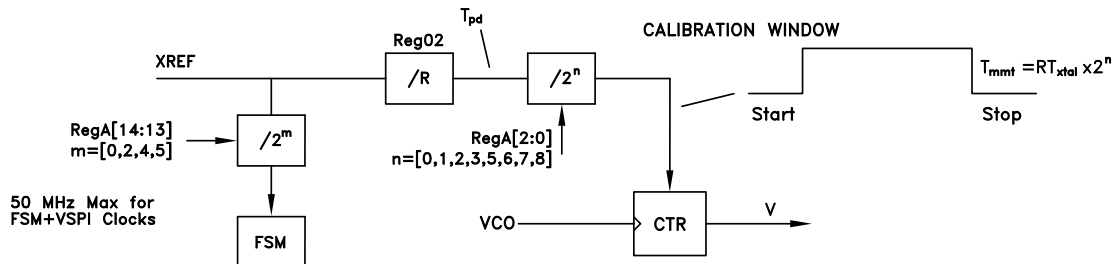 Tpd
CALIBRATION WINDOW
Reg02
XREF
/R
/2ⁿ
Tmmt =RTxtal x2ⁿ
Start
Stop
RegA[14:13]
m=[0,2,4,5]
/2ᵐ
RegA[2:0]
n=[0,1,2,3,5,6,7,8]
50 MHz Max for
FSM+VSPI Clocks
FSM
VCO
CTR
V